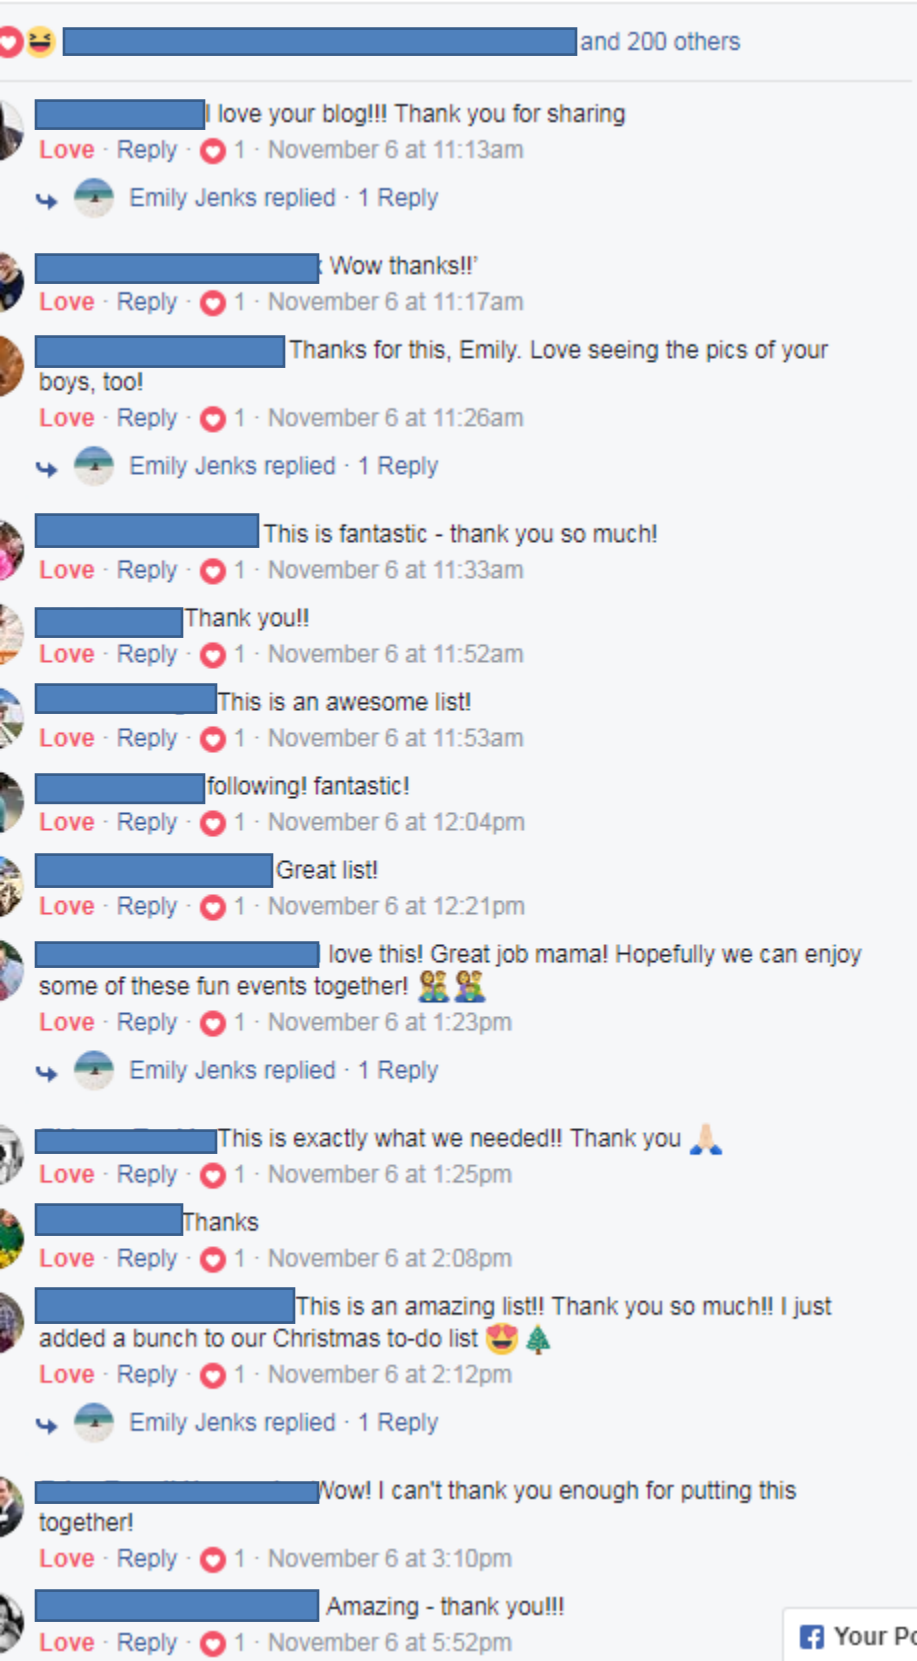 and 200 others
I love your blog!!! Thank you for sharing
Love · Reply · 1 · November 6 at 11:13am
Emily Jenks replied · 1 Reply
Wow thanks!!'
Love · Reply · 1 · November 6 at 11:17am
Thanks for this, Emily. Love seeing the pics of your
boys, too!
Love · Reply · 1 · November 6 at 11:26am
Emily Jenks replied · 1 Reply
This is fantastic - thank you so much!
Love · Reply · 1 · November 6 at 11:33am
Thank you!!
Love · Reply · 1 · November 6 at 11:52am
This is an awesome list!
Love · Reply · 1 · November 6 at 11:53am
following! fantastic!
Love · Reply · 1 · November 6 at 12:04pm
Great list!
Love · Reply · 1 · November 6 at 12:21pm
love this! Great job mama! Hopefully we can enjoy
some of these fun events together!
Love · Reply · 1 · November 6 at 1:23pm
Emily Jenks replied · 1 Reply
This is exactly what we needed!! Thank you
Love · Reply · 1 · November 6 at 1:25pm
Thanks
Love · Reply · 1 · November 6 at 2:08pm
This is an amazing list!! Thank you so much!! I just
added a bunch to our Christmas to-do list
Love · Reply · 1 · November 6 at 2:12pm
Emily Jenks replied · 1 Reply
Wow! I can't thank you enough for putting this
together!
Love · Reply · 1 · November 6 at 3:10pm
Amazing - thank you!!!
Love · Reply · 1 · November 6 at 5:52pm
Your Po